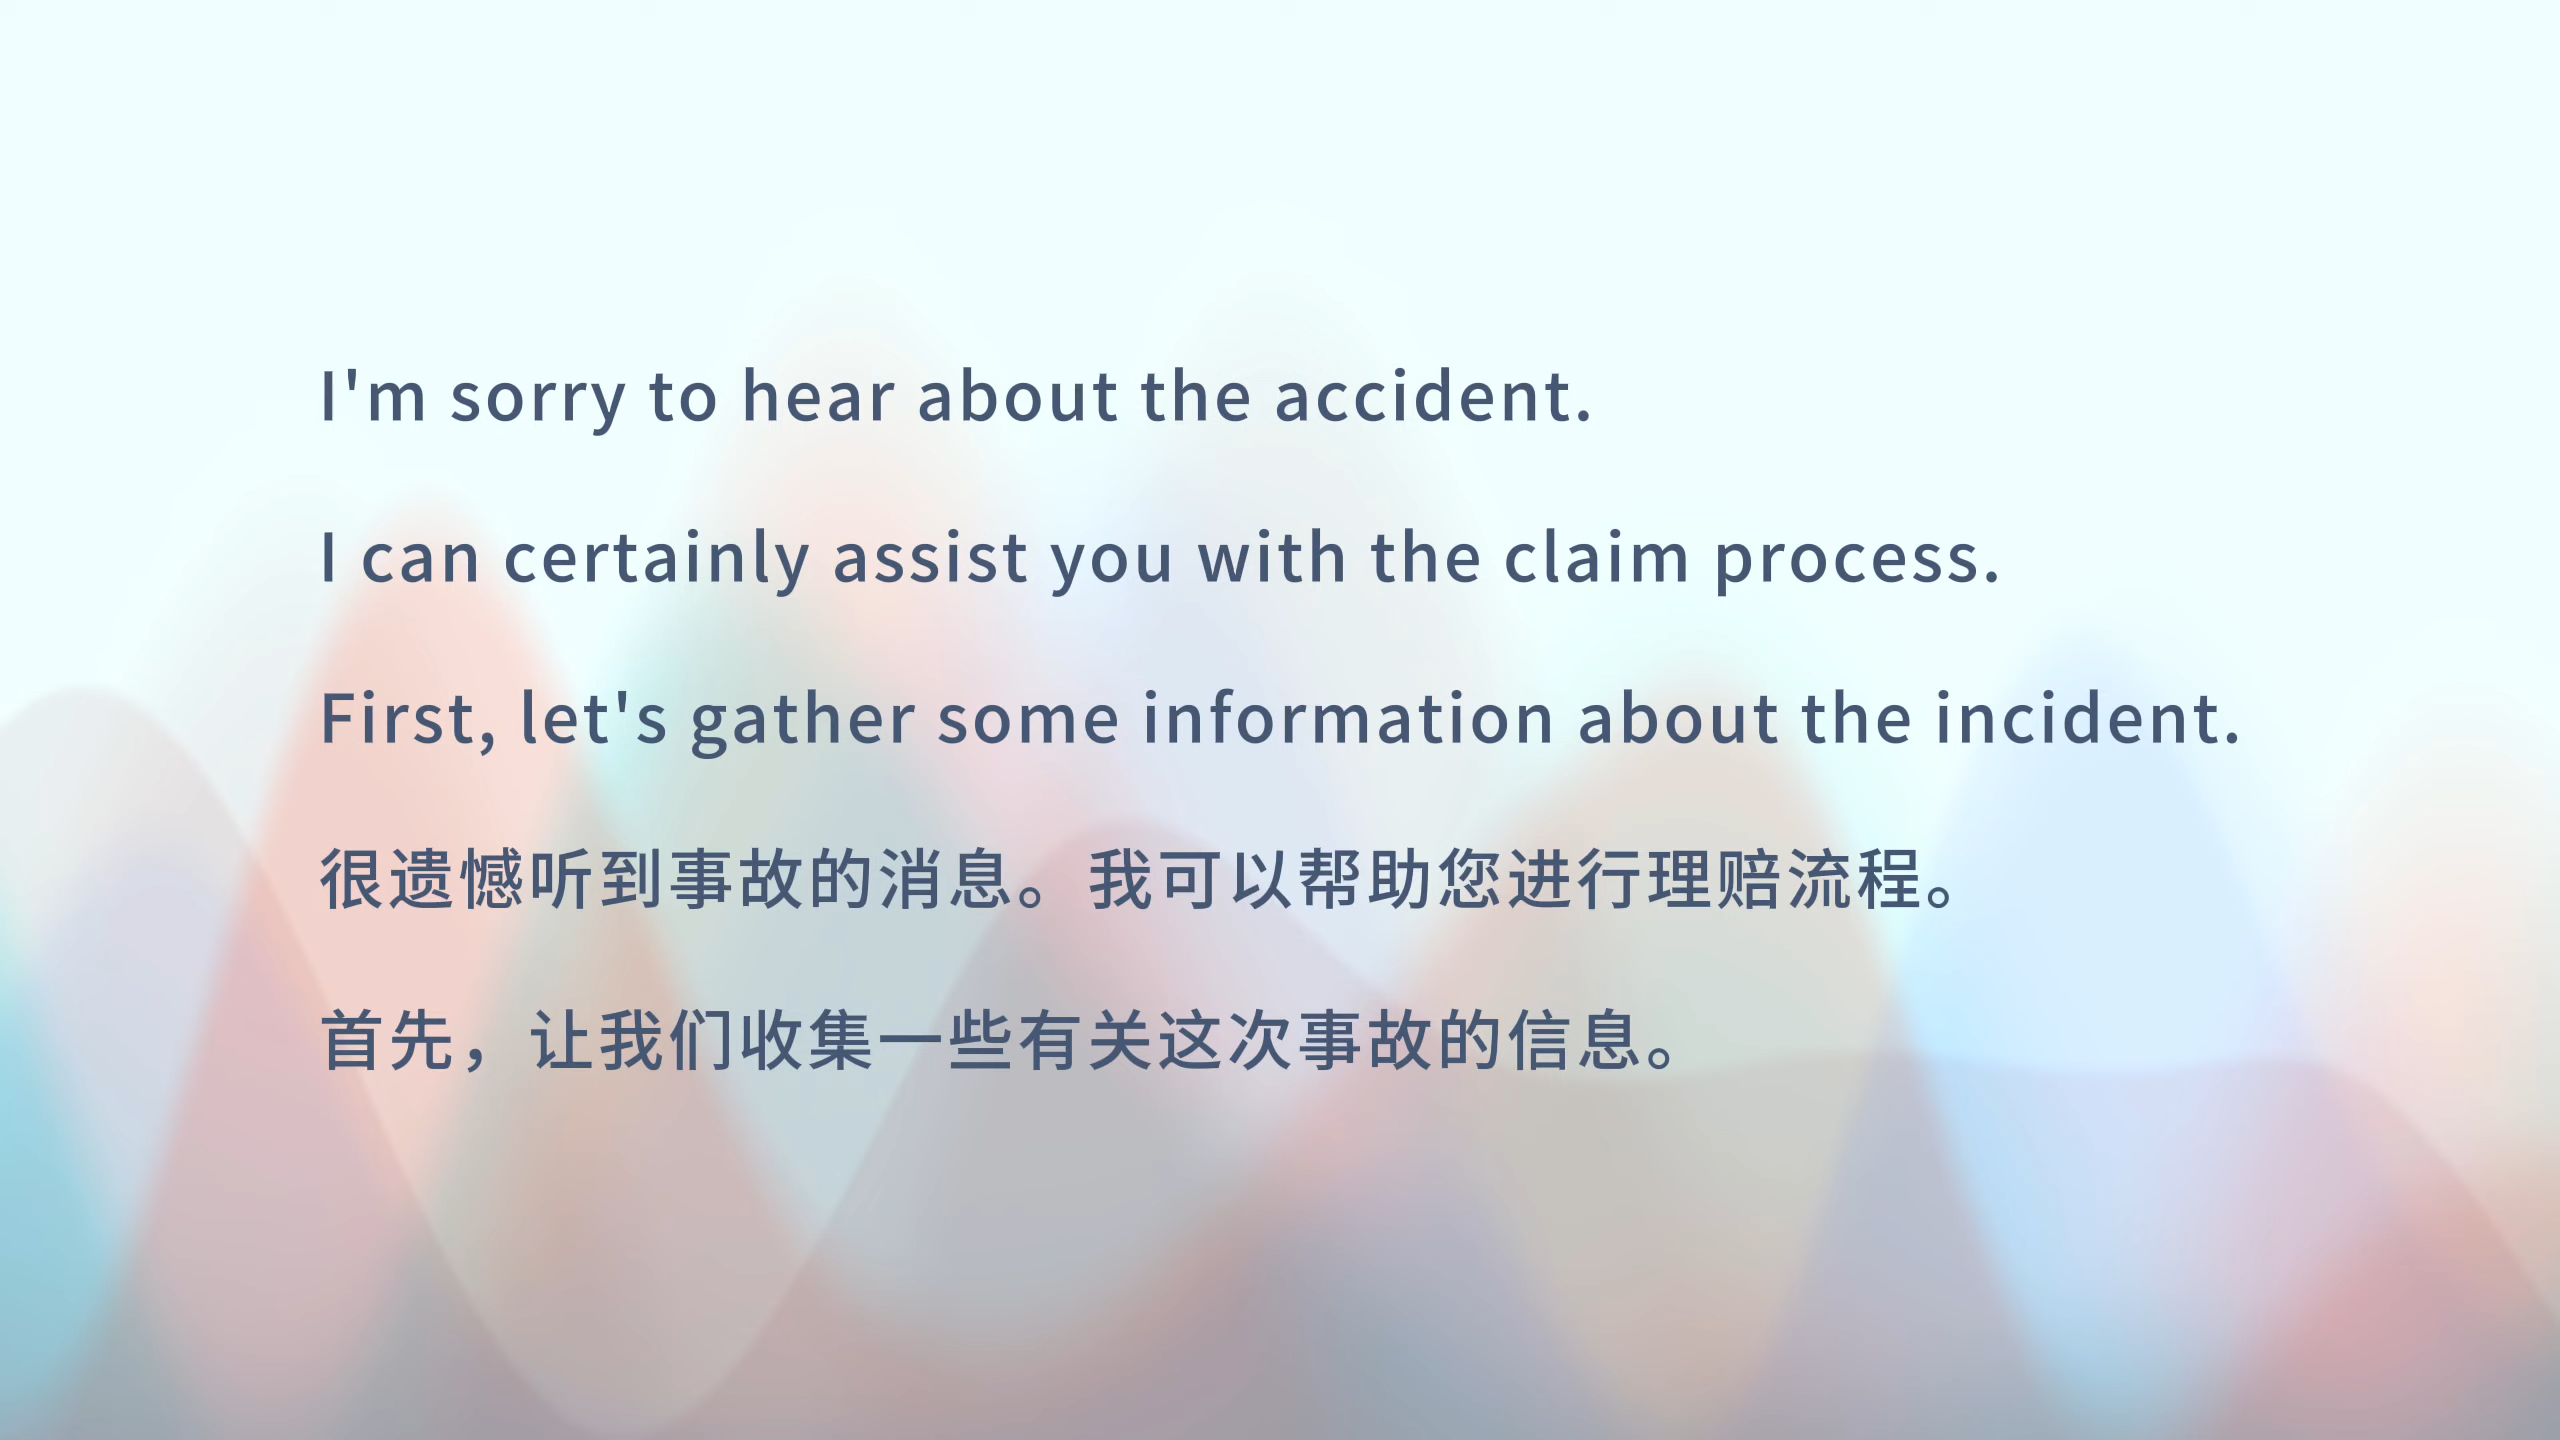 I'm sorry to hear about the accident.
I can certainly assist you with the claim process.
First, let's gather some information about the incident.
很遗憾听到事故的消息。我可以帮助您进行理赔流程。
首先，让我们收集一些有关这次事故的信息。